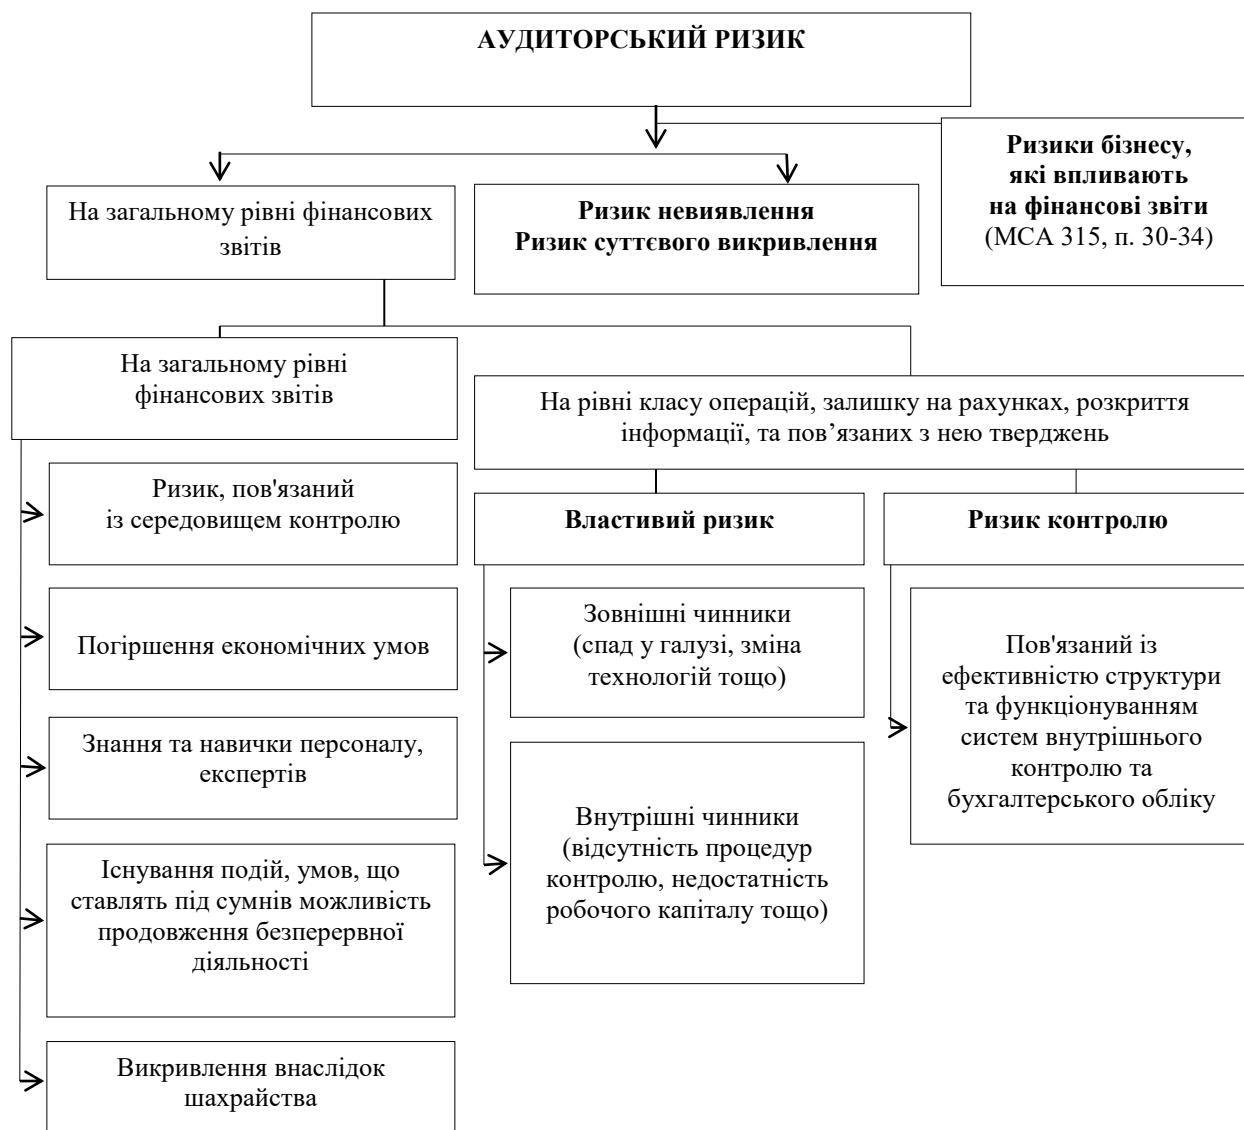 АУДИТОРСЬКИЙ РИЗИК
Ризики бізнесу,
які впливають
на фінансові звіти
(МСА 315, п. 30-34)
На загальному рівні фінансових
звітів
Ризик невиявлення
Ризик суттєвого викривлення
На загальному рівні
фінансових звітів
На рівні класу операцій, залишку на рахунках, розкриття
інформації, та пов’язаних з нею тверджень
Ризик, пов'язаний
із середовищем контролю
Погіршення економічних умов
Знання та навички персоналу,
експертів
Існування подій, умов, що
ставлять під сумнів можливість
продовження безперервної
діяльності
Викривлення внаслідок
шахрайства
Властивий ризик
Зовнішні чинники
(спад у галузі, зміна
технологій тощо)
Внутрішні чинники
(відсутність процедур
контролю, недостатність
робочого капіталу тощо)
Ризик контролю
Пов'язаний із
ефективністю структури
та функціонуванням
систем внутрішнього
контролю та
бухгалтерського обліку